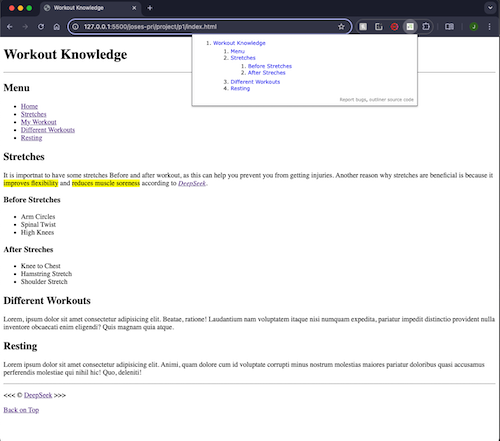 Workout Knowledge
127.0.0.1:5500/joses-prj/project/p1/index.html
1. Workout Knowledge
1. Menu
2. Stretches
1. Before Stretches
2. After Streches
3. Different Workouts
4. Resting
Report bugs, outliner source code
Workout Knowledge
Menu
Home
Stretches
My Workout
Different Workouts
Resting
Stretches
It is importnat to have some stretches Before and after workout, as this can help you prevent you from getting injuries. Another reason why stretches are beneficial is because it
improves flexibility and reduces muscle soreness according to DeepSeek.
Before Stretches
Arm Circles
Spinal Twist
High Knees
After Streches
Knee to Chest
Hamstring Stretch
Shoulder Stretch
Different Workouts
Lorem, ipsum dolor sit amet consectetur adipisicing elit. Beatae, ratione! Laudantium nam voluptatem itaque nisi numquam expedita, pariatur impedit distinctio provident nulla
inventore obcaecati enim eligendi? Quis magnam quia atque.
Resting
Lorem ipsum dolor sit amet consectetur adipisicing elit. Animi, quam dolore cum id voluptate corrupti minus nostrum molestias maiores pariatur doloribus quasi accusamus
perferendis molestiae qui nihil hic! Quo, deleniti!
<<< © DeepSeek >>>
Back on Top